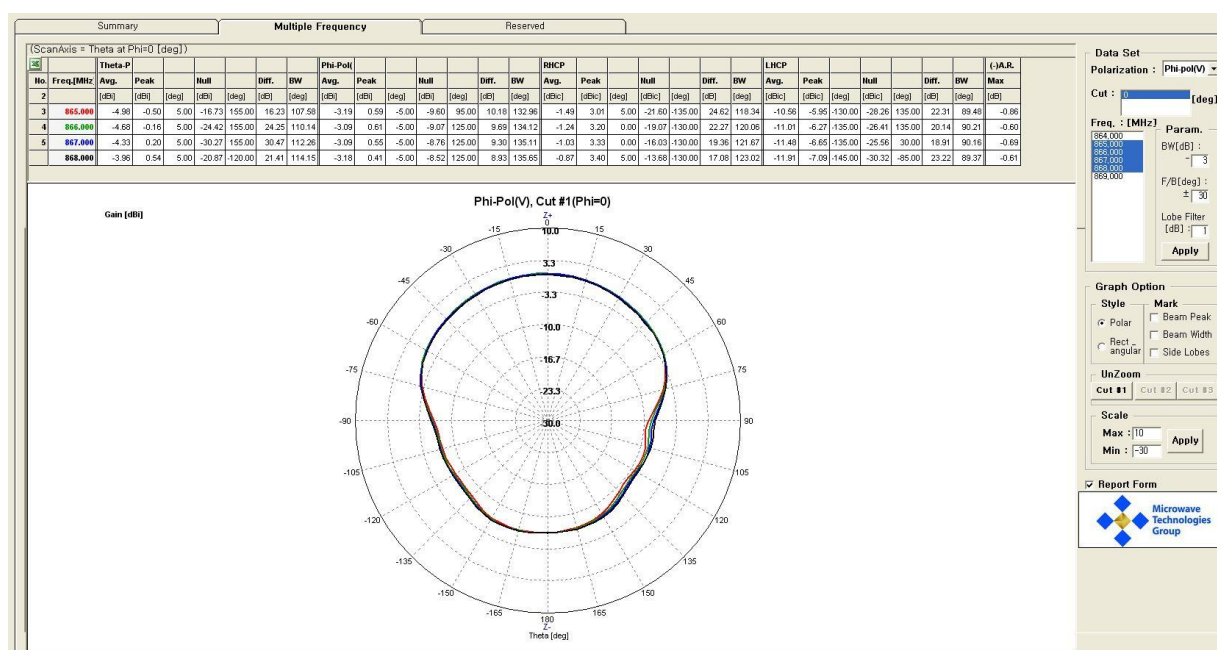 Summary Multiple Frequency Reserved
(ScanAxis = Theta at Phi=0 [deg])
Theta-P Phi-Pol( RHCP LHCP (-)A.R.
No. Freq.[MHz] Avg. Peak Null Diff. BW Avg. Peak Null Diff. BW Avg. Peak Null Diff. BW Avg. Peak Null Diff. BW Max
2 [dBi] [dBi] [deg] [dBi] [deg] [dB] [deg] [dBi] [dBi] [deg] [dBi] [deg] [dB] [deg] [dBic] [dBic] [deg] [dBic] [deg] [dB] [deg] [dBic] [dBic] [deg] [dBic] [deg] [dB] [deg] [dB]
3 865.000 -4.98 -0.50 5.00 -16.73 155.00 16.23 107.58 -3.19 0.59 -5.00 -9.60 95.00 10.18 132.96 -1.49 3.01 5.00 -21.60 -135.00 24.62 118.34 -10.56 -5.95 -130.00 -28.26 135.00 22.31 89.48 -0.86
4 866.000 -4.68 -0.16 5.00 -24.42 155.00 24.25 110.14 -3.09 0.61 -5.00 -9.07 125.00 9.69 134.12 -1.24 3.20 0.00 -19.07 -130.00 22.27 120.06 -11.01 -6.27 -135.00 -26.41 135.00 20.14 90.21 -0.60
5 867.000 -4.33 0.20 5.00 -30.27 155.00 30.47 112.26 -3.09 0.55 -5.00 -8.76 125.00 9.30 135.11 -1.03 3.33 0.00 -16.03 -130.00 19.36 121.67 -11.48 -6.65 -135.00 -25.56 30.00 18.91 90.16 -0.69
868.000 -3.96 0.54 5.00 -20.87 -120.00 21.41 114.15 -3.18 0.41 -5.00 -8.52 125.00 8.93 135.65 -0.87 3.40 5.00 -13.68 -130.00 17.08 123.02 -11.91 -7.09 -145.00 -30.32 -85.00 23.22 89.37 -0.61
Phi-Pol(V), Cut #1(Phi=0)
Gain [dBi]
Z+
-15 0 15
10.0
-30 30
3.3
-45 45
-3.3
-60 60
-10.0
-75 75
-16.7
-23.3
-90 -30.0 90
-105 105
-120 120
-135 135
-150 150
-165 180 165
Z-
Theta [deg]
Data Set
Polarization : Phi-pol(V)
Cut : 0 [deg]
Freq. : [MHz]
864,000
865,000
866,000
867,000
868,000
869,000
Param.
BW[dB] :
- 3
F/B[deg] :
± 30
Lobe Filter
[dB] : 1
Apply
Graph Option
Style Mark
Polar Beam Peak
Rect_ angular Beam Width
Side Lobes
UnZoom
Cut #1 Cut #2 Cut #3
Scale
Max : 10
Min : -30
Apply
Report Form
Microwave
Technologies
Group